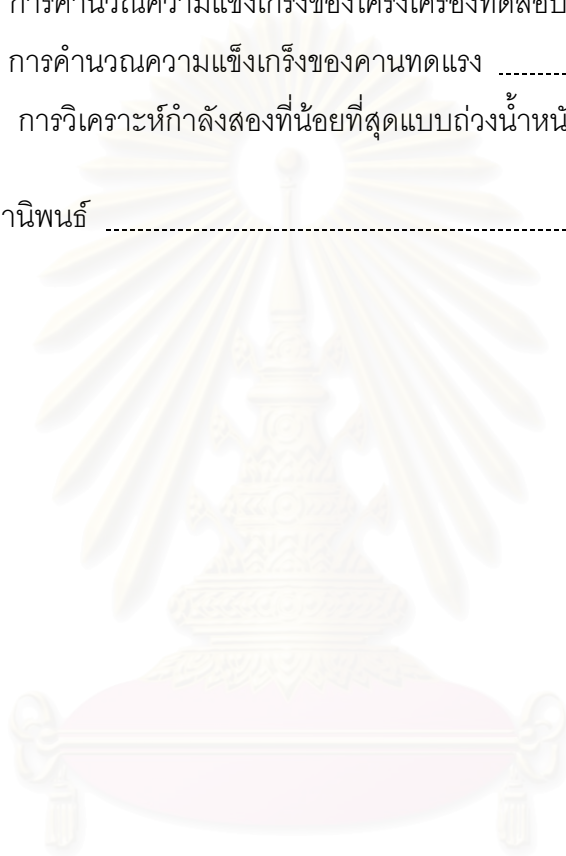 การคำนวณความแข็งเกร็งของโครงเครื่องทดสอบ
การคำนวณความแข็งเกร็งของคานทดแรง
การวิเคราะห์กำลังสองที่น้อยที่สุดแบบถ่วงน้ำหนั
านิพนธ์